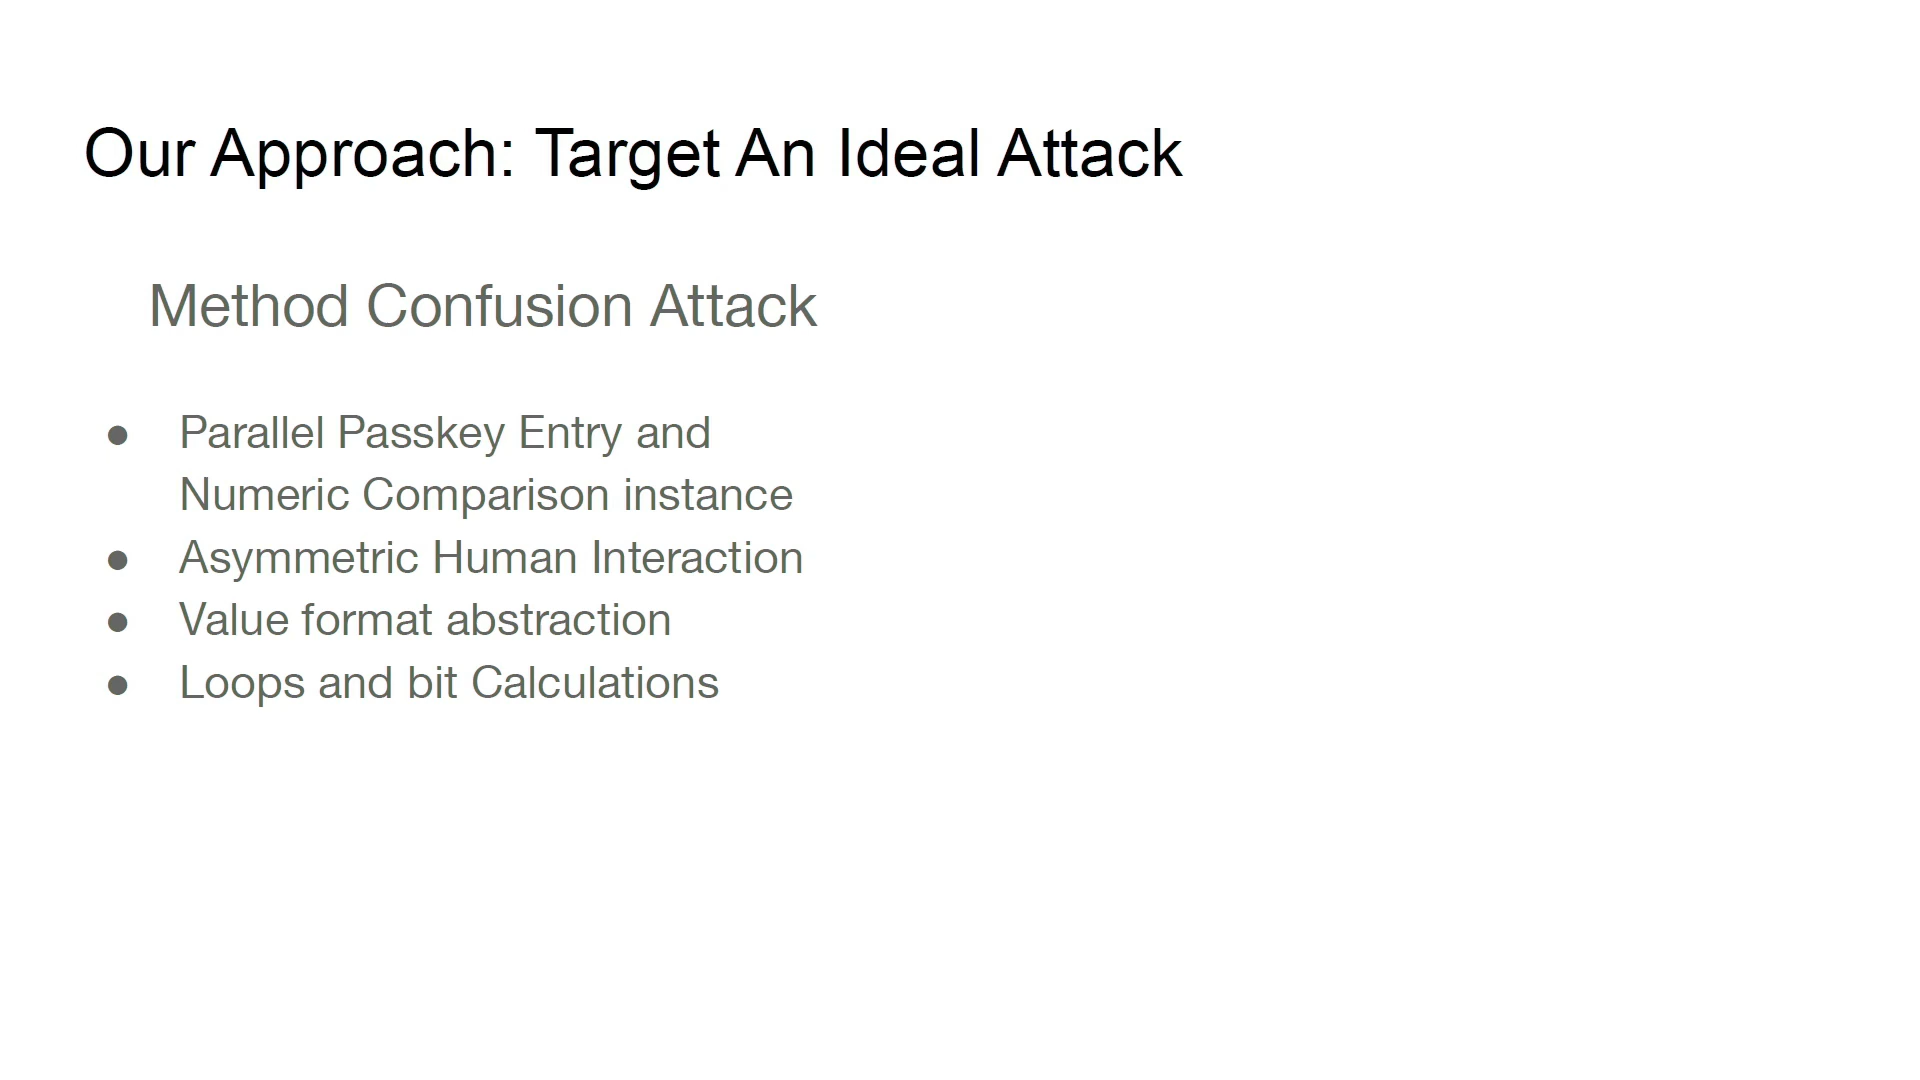 Our Approach: Target An Ideal Attack
Method Confusion Attack
● Parallel Passkey Entry and
Numeric Comparison instance
● Asymmetric Human Interaction
● Value format abstraction
● Loops and bit Calculations